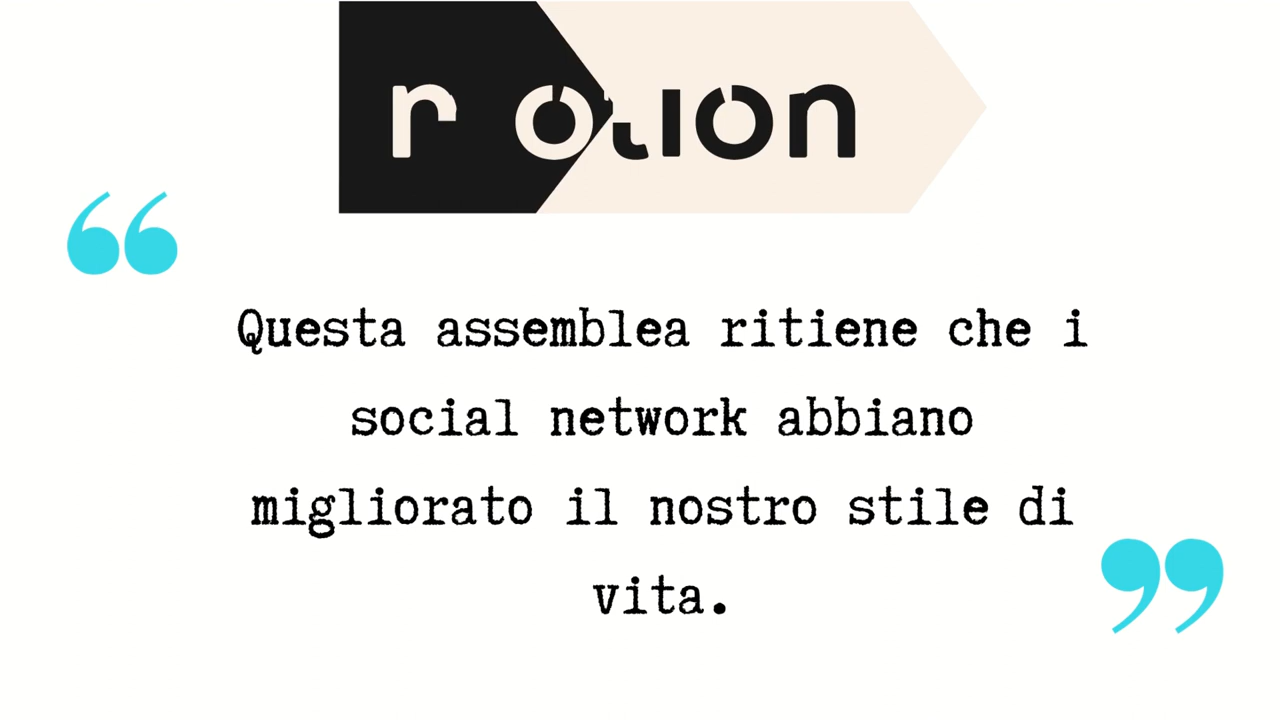 Questa assemblea ritiene che i
social network abbiano
migliorato il nostro stile di
vita.